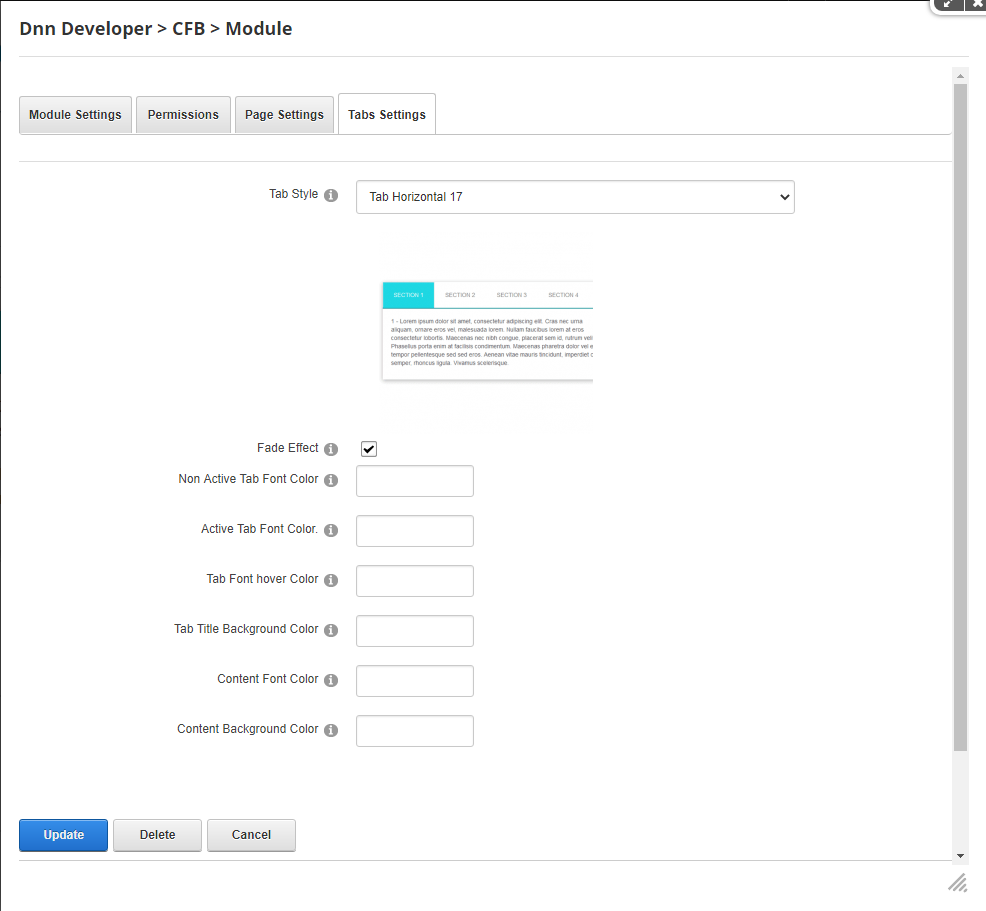 Dnn Developer > CFB > Module
Module Settings Permissions Page Settings Tabs Settings
Tab Style
Tab Horizontal 17
SECTION 1 SECTION 2 SECTION 3 SECTION 4
1 - Lorem ipsum dolor sit amet, consectetur adipiscing elit. Cras nec urna
aliquam, ornare eros vel, malesuada lorem. Nullam faucibus lorem at eros
consectetur lobortis. Maecenas nec nibh congue, placerat sem id, rutrum veli
Phasellus porta enim at facilisis condimentum. Maecenas pharetra dolor vel e
tempor pellentesque sed sed eros. Aenean vitae mauris tincidunt, imperdiet c
semper, rhoncus ligula. Vivamus scelerisque.
Fade Effect
Non Active Tab Font Color
Active Tab Font Color.
Tab Font hover Color
Tab Title Background Color
Content Font Color
Content Background Color
Update Delete Cancel